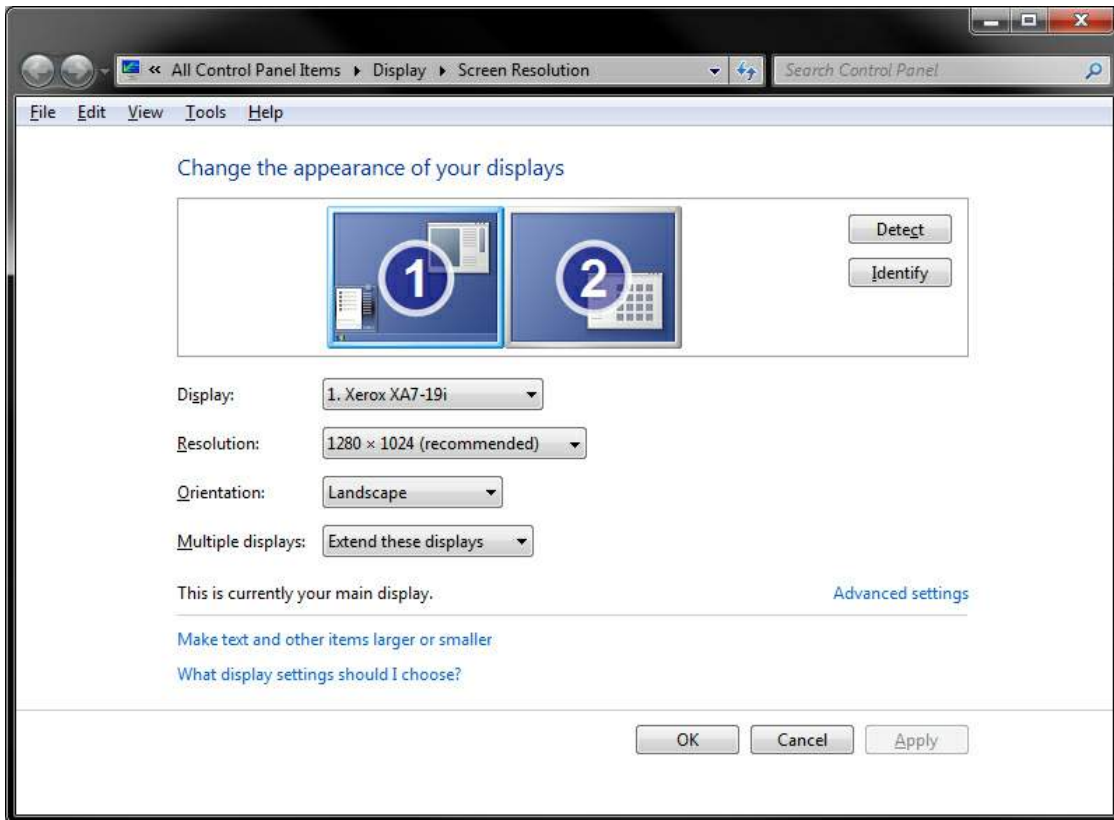 « All Control Panel Items ▸ Display ▸ Screen Resolution Search Control Panel
File Edit View Tools Help
Change the appearance of your displays
1 2
Detect
Identify
Display: 1. Xerox XA7-19i
Resolution: 1280 × 1024 (recommended)
Orientation: Landscape
Multiple displays: Extend these displays
This is currently your main display. Advanced settings
Make text and other items larger or smaller
What display settings should I choose?
OK Cancel Apply